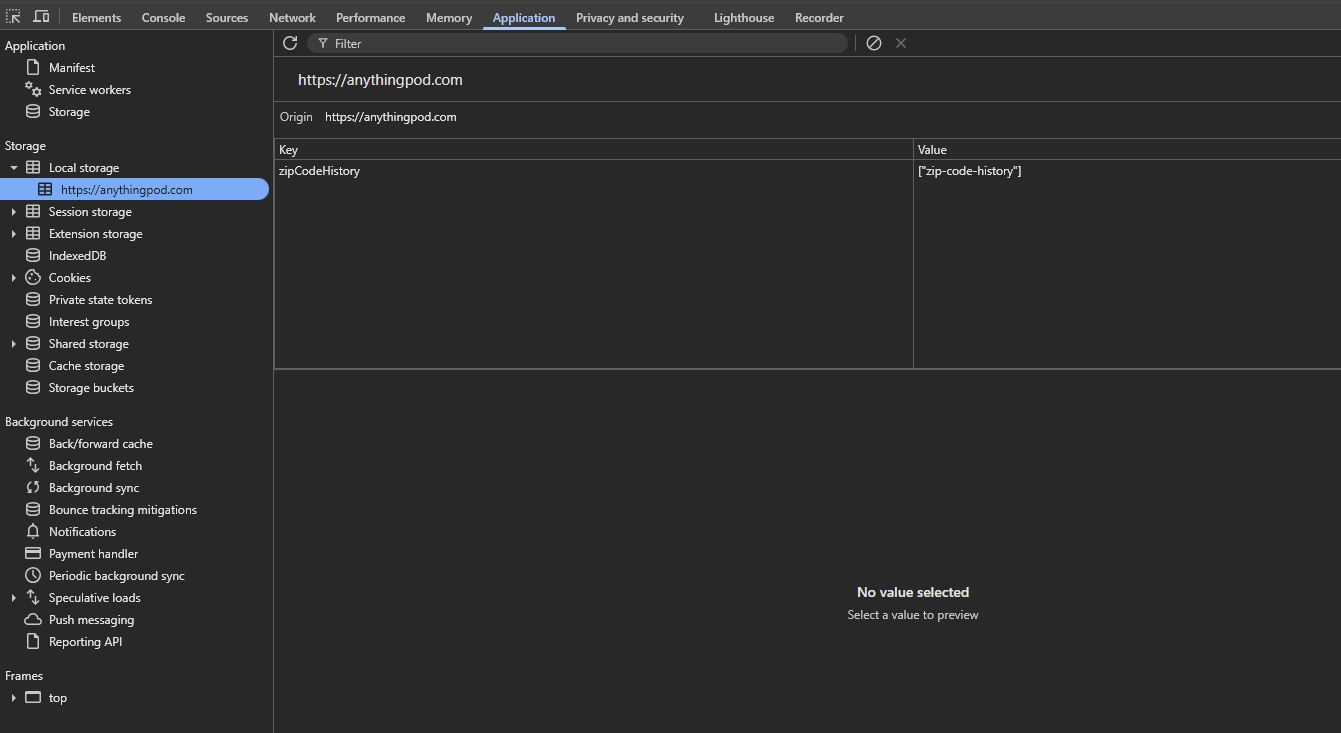 Elements Console Sources Network Performance Memory Application Privacy and security Lighthouse Recorder
Application
Manifest
Service workers
Storage
Storage
Local storage
https://anythingpod.com
Session storage
Extension storage
IndexedDB
Cookies
Private state tokens
Interest groups
Shared storage
Cache storage
Storage buckets
Background services
Back/forward cache
Background fetch
Background sync
Bounce tracking mitigations
Notifications
Payment handler
Periodic background sync
Speculative loads
Push messaging
Reporting API
Frames
top
Filter
https://anythingpod.com
Origin https://anythingpod.com
Key Value
zipCodeHistory ["zip-code-history"]
No value selected
Select a value to preview